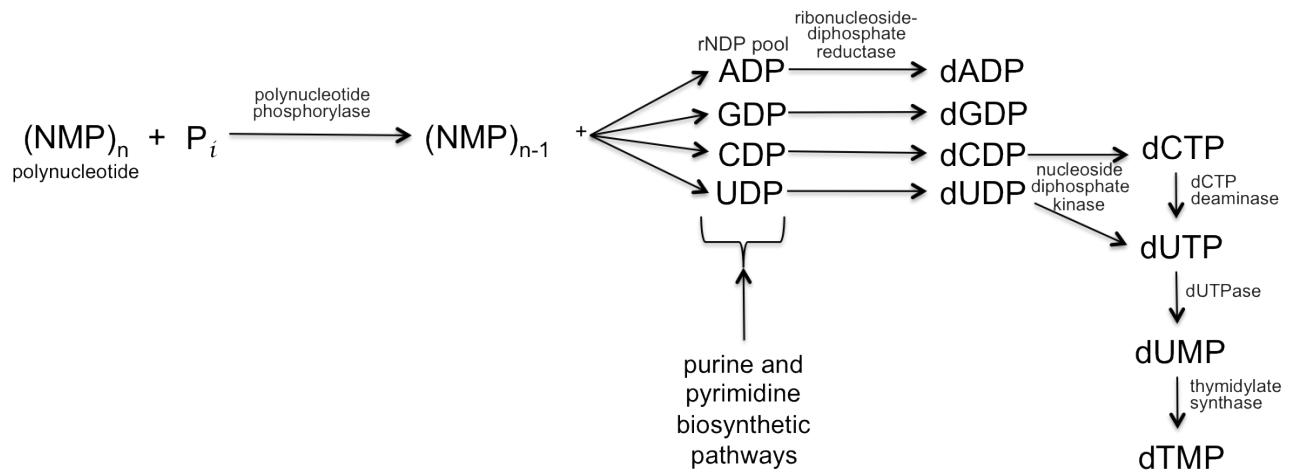 ribonucleoside-
diphosphate
reductase
rNDP pool
ADP
dADP
polynucleotide
phosphorylase
GDP
dGDP
(NMP)n + Pi
(NMP)n-1
+
polynucleotide
CDP
dCDP
dCTP
UDP
dUDP
nucleoside
diphosphate
kinase
dCTP
deaminase
dUTP
dUTPase
dUMP
thymidylate
synthase
dTMP
purine and
pyrimidine
biosynthetic
pathways